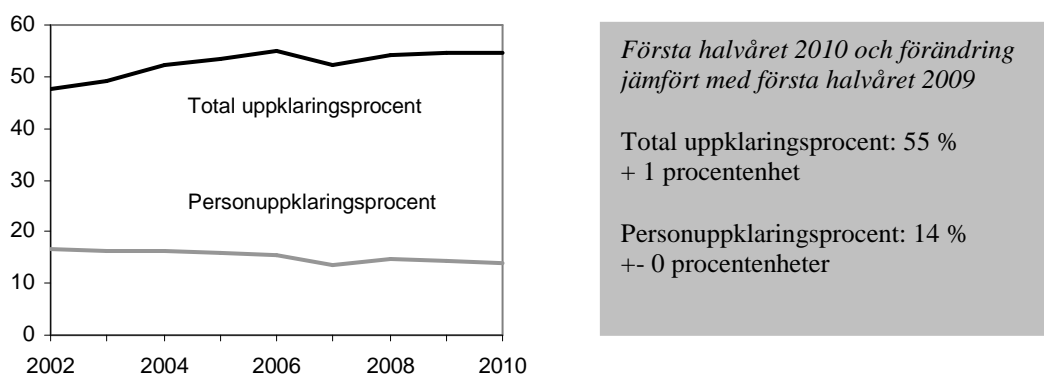 60
50
40
30
20
10
0
Total uppklaringsprocent
Personuppklaringsprocent
2002 2004 2006 2008 2010
Första halvåret 2010 och förändring
jämfört med första halvåret 2009
Total uppklaringsprocent: 55 %
+ 1 procentenhet
Personuppklaringsprocent: 14 %
+- 0 procentenheter